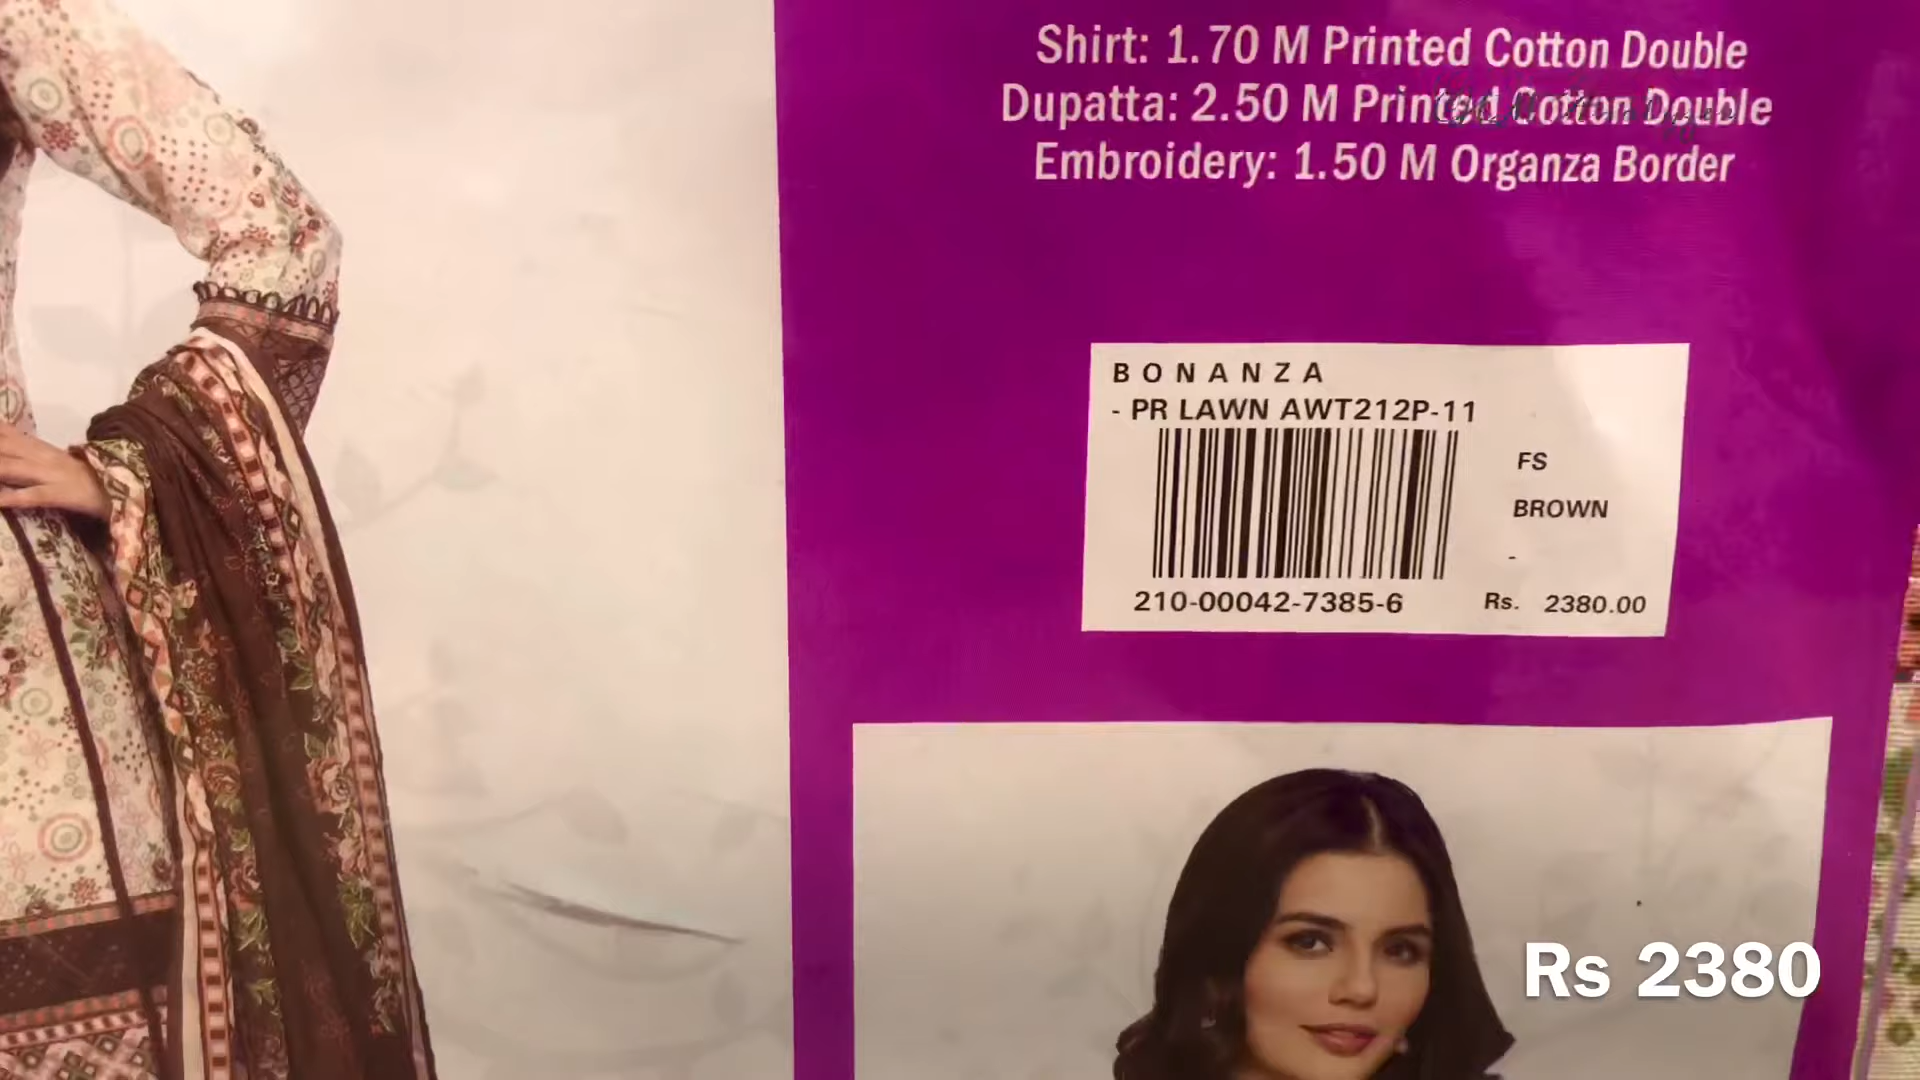 Shirt: 1.70 M Printed Cotton Double
Dupatta: 2.50 M Printed Cotton Double
Embroidery: 1.50 M Organza Border
BONANZA
- PR LAWN AWT212P-11
FS
BROWN
-
210-00042-7385-6 Rs. 2380.00
Rs 2380